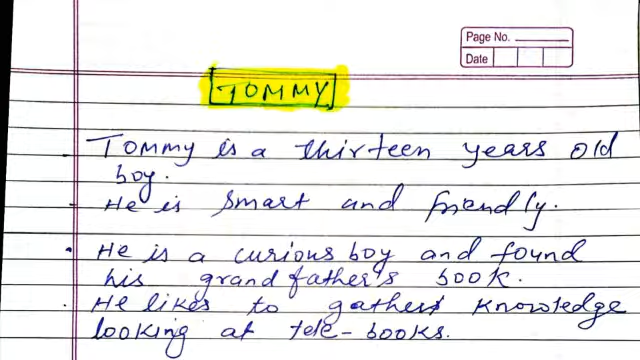 Page No.
Date
TOMMY
- Tommy is a thirteen years old
boy.
- He is smart and friendly.
• He is a curious boy and found
his grandfather's book.
• He likes to gather knowledge
looking at tele-books.